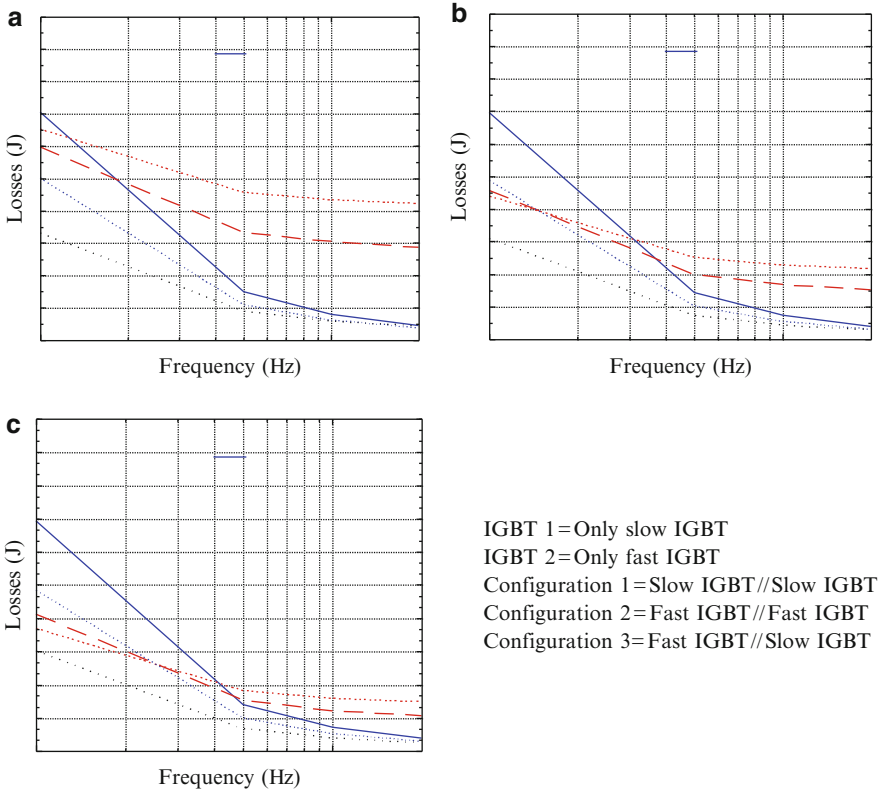 a
Losses (J)
Frequency (Hz)
b
Losses (J)
Frequency (Hz)
c
Losses (J)
Frequency (Hz)
IGBT 1=Only slow IGBT
IGBT 2=Only fast IGBT
Configuration 1=Slow IGBT//Slow IGBT
Configuration 2=Fast IGBT//Fast IGBT
Configuration 3=Fast IGBT//Slow IGBT